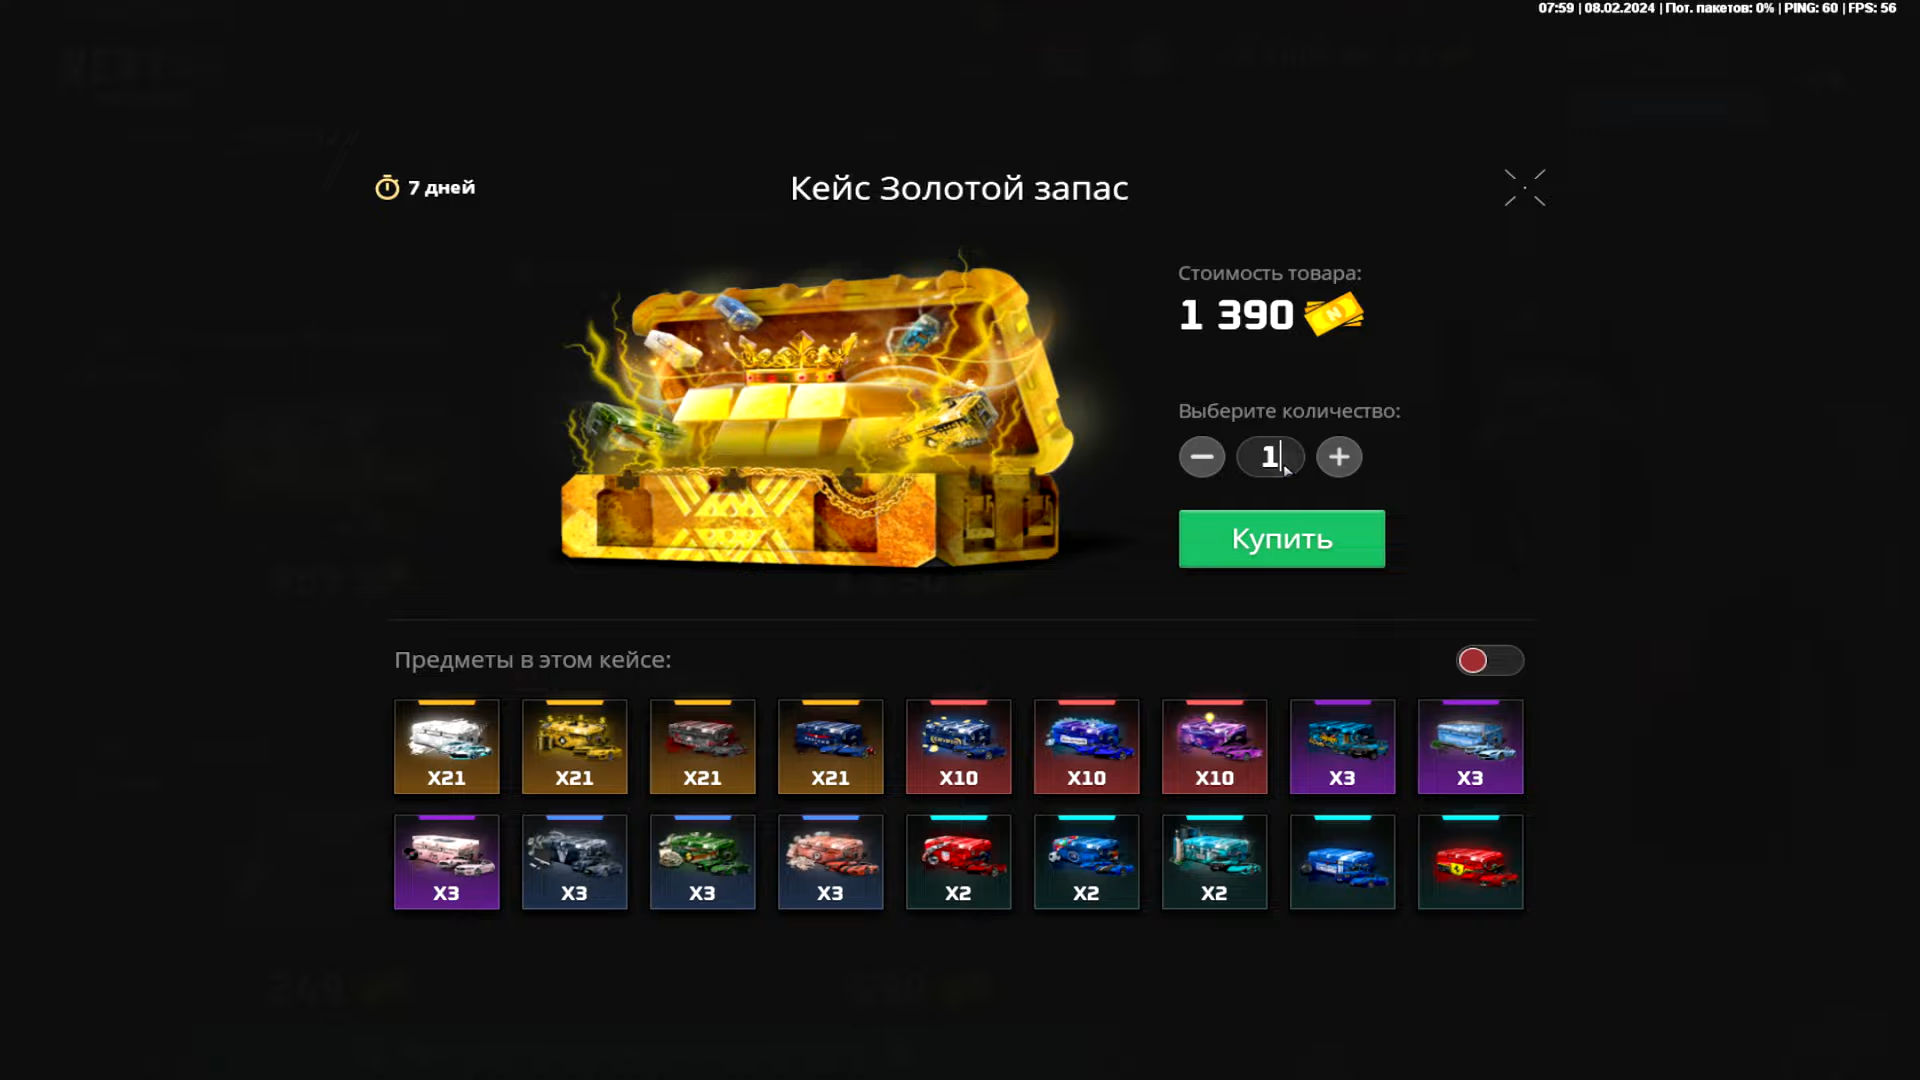 07:59 | 08.02.2024 | Пот. пакетов: 0% | PING: 60 | FPS: 56
7 дней
Кейс Золотой запас
Стоимость товара:
1 390
N
Выберите количество:
1
Купить
Предметы в этом кейсе:
X21 X21 X21 X21 X10 X10 X10 X3 X3
X3 X3 X3 X3 X2 X2 X2